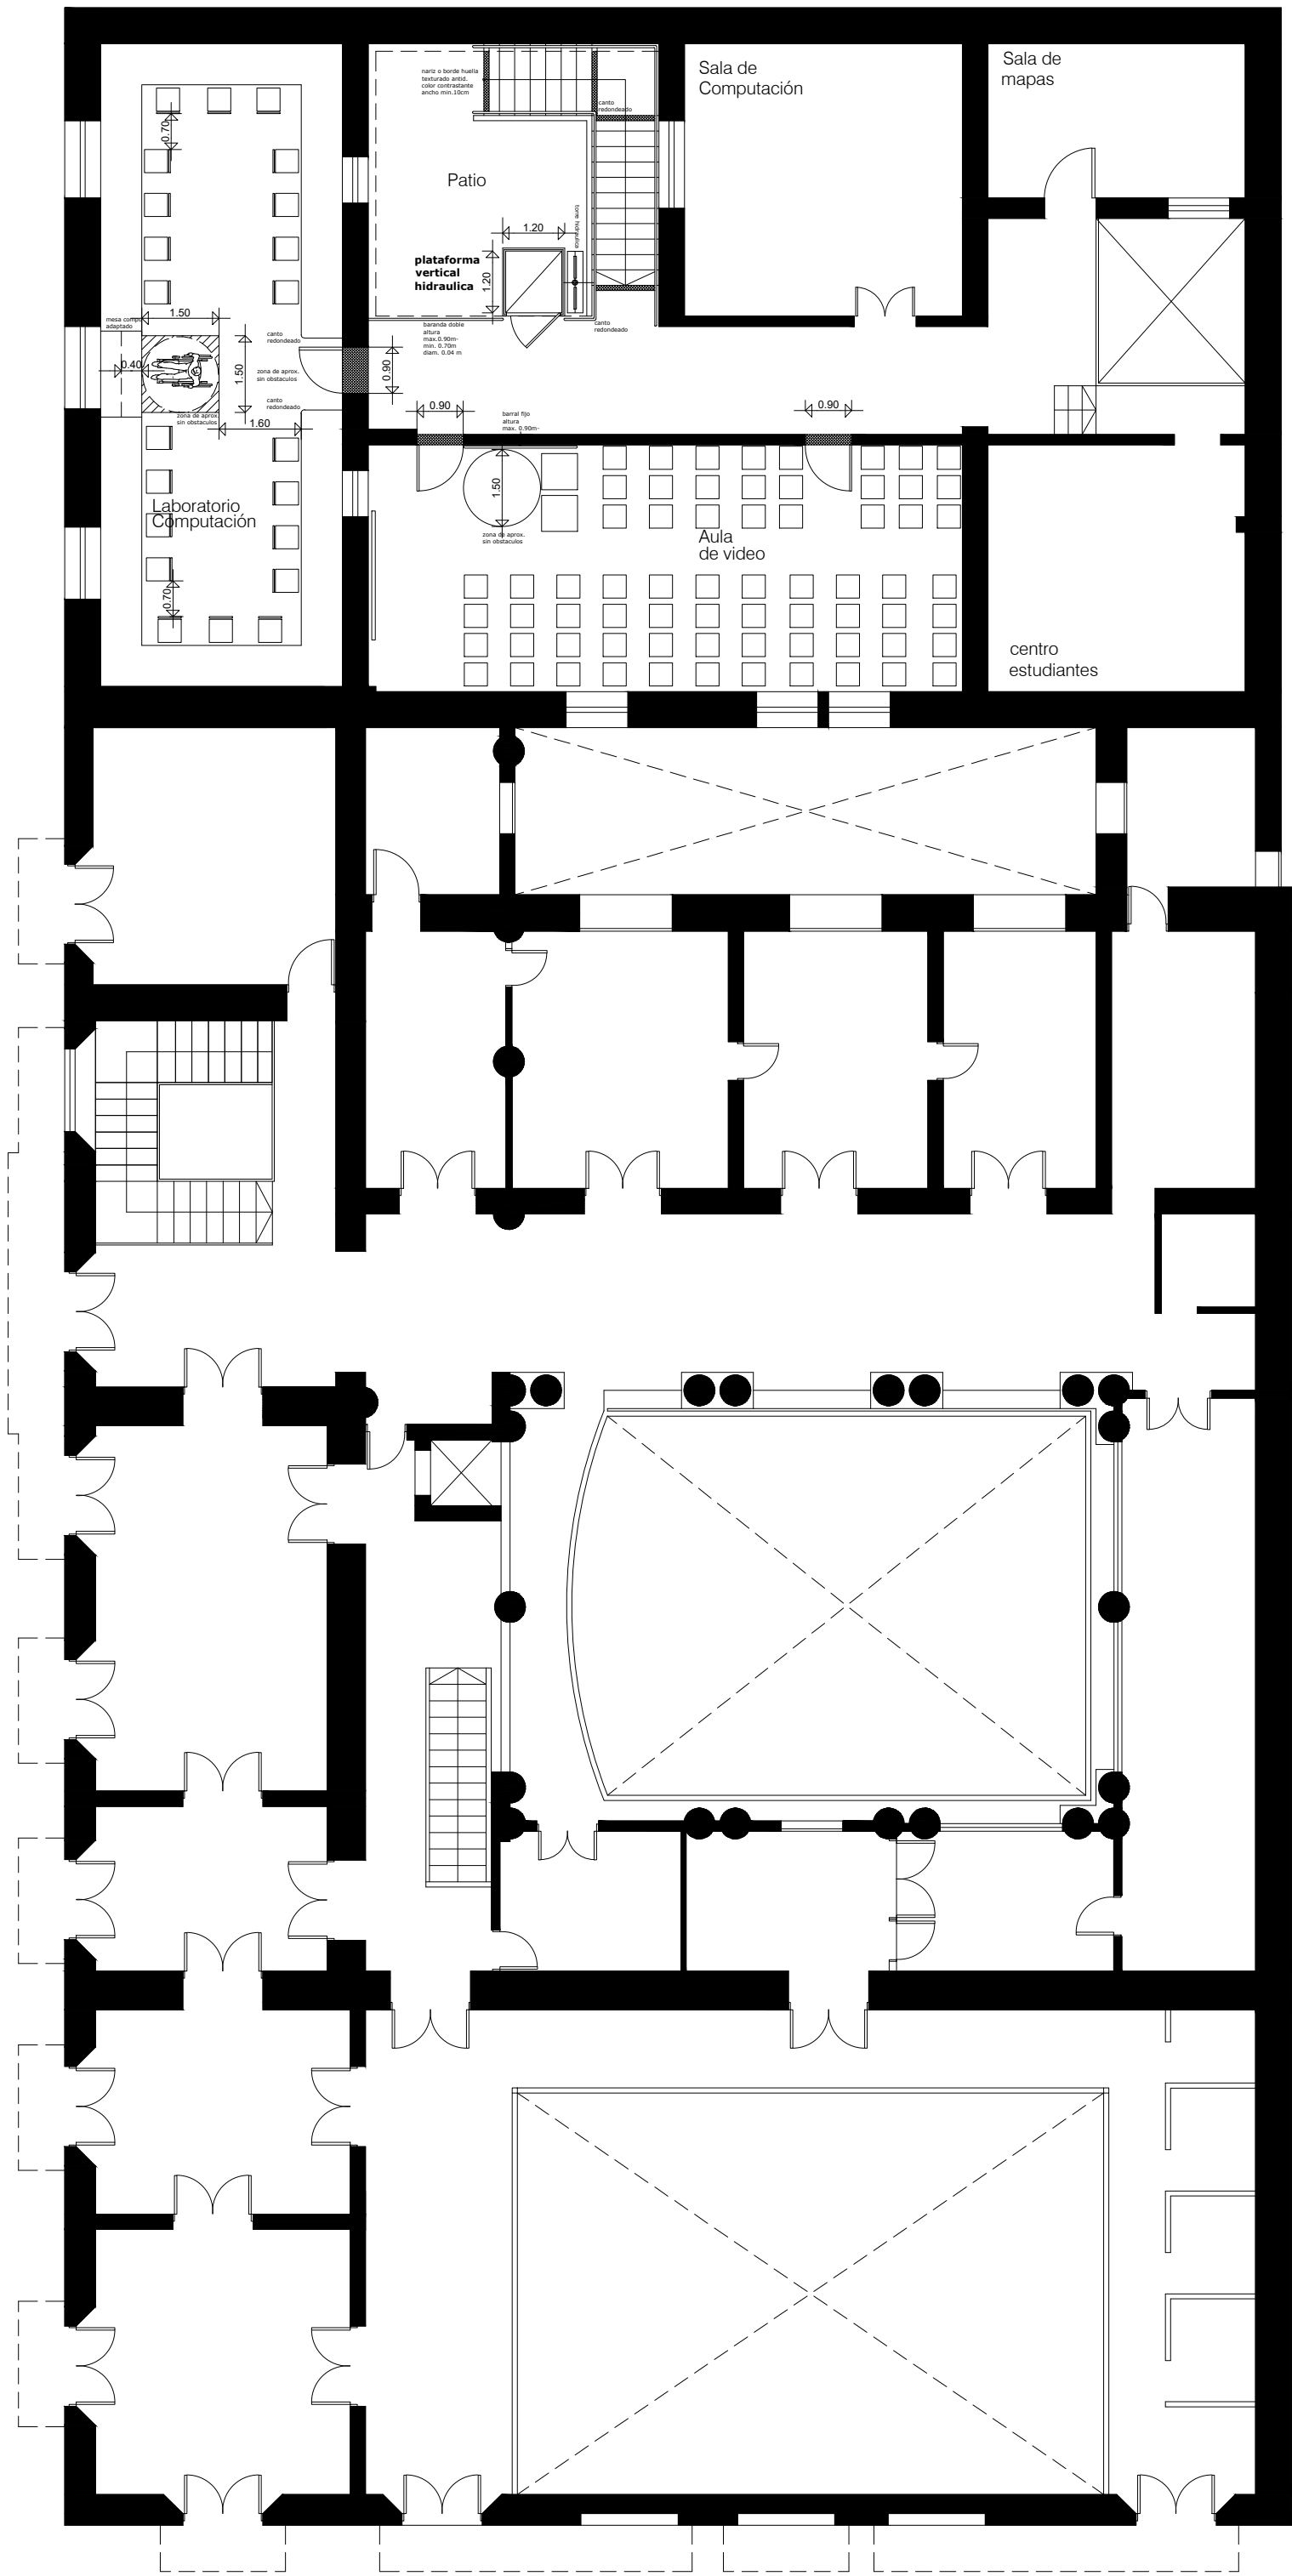 nariz o borde huella
texturado antid.
color contrastante
ancho min.10cm
canto
redondeado
Sala de
Computación
Sala de
mapas
0.70
Patio
1.20
torre hidraulica
plataforma
vertical
hidraulica
1.20
1.50
mesa comp.
adaptado
canto
redondeado
baranda doble
altura
max.0.90m-
min. 0.70m
diam. 0.04 m
canto
redondeado
0.40
1.50
zona de aprox.
sin obstaculos
0.90
canto
redondeado
zona de aprox.
sin obstaculos
1.60
0.90
barral fijo
altura
max. 0.90m-
0.90
1.50
Laboratorio
Computación
zona de aprox.
sin obstaculos
Aula
de video
0.70
centro
estudiantes